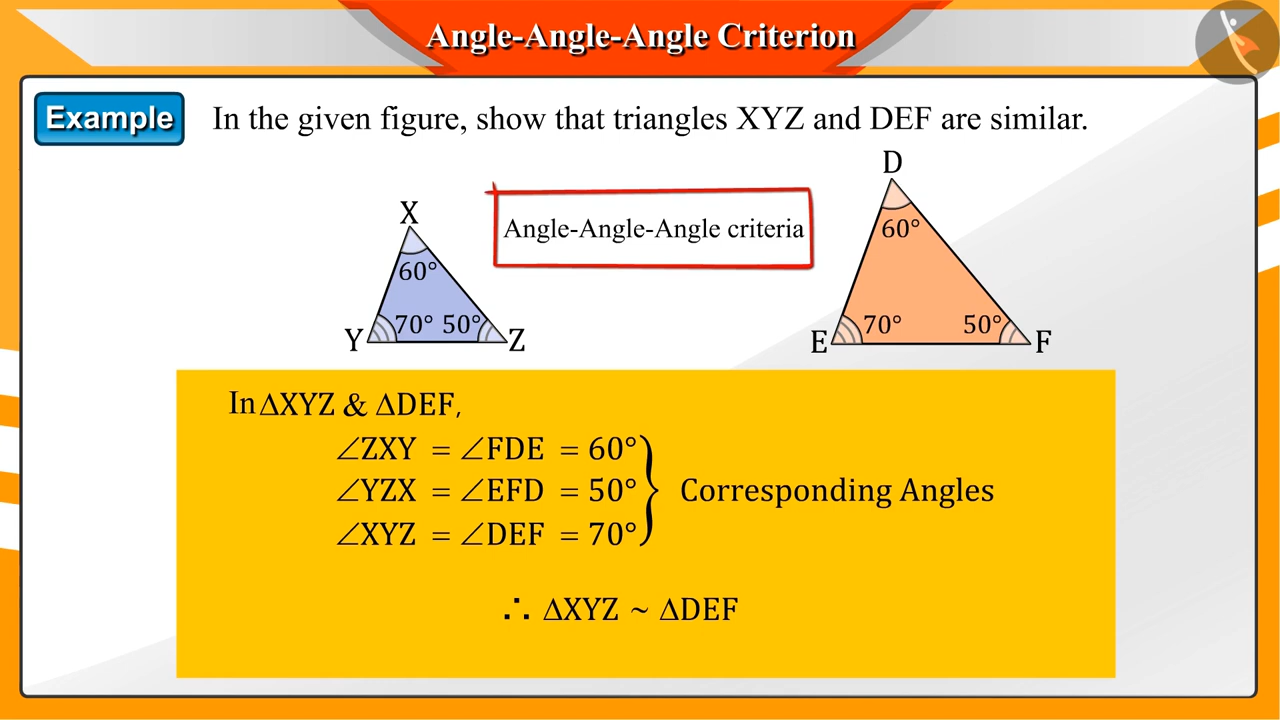 Angle-Angle-Angle Criterion
Example
In the given figure, show that triangles XYZ and DEF are similar.
D
X
Angle-Angle-Angle criteria
60°
60°
Y
70°
50°
Z
E
70°
50°
F
In ΔXYZ & ΔDEF,
∠ZXY = ∠FDE = 60°
∠YZX = ∠EFD = 50°
Corresponding Angles
∠XYZ = ∠DEF = 70°
∴ ΔXYZ ~ ΔDEF